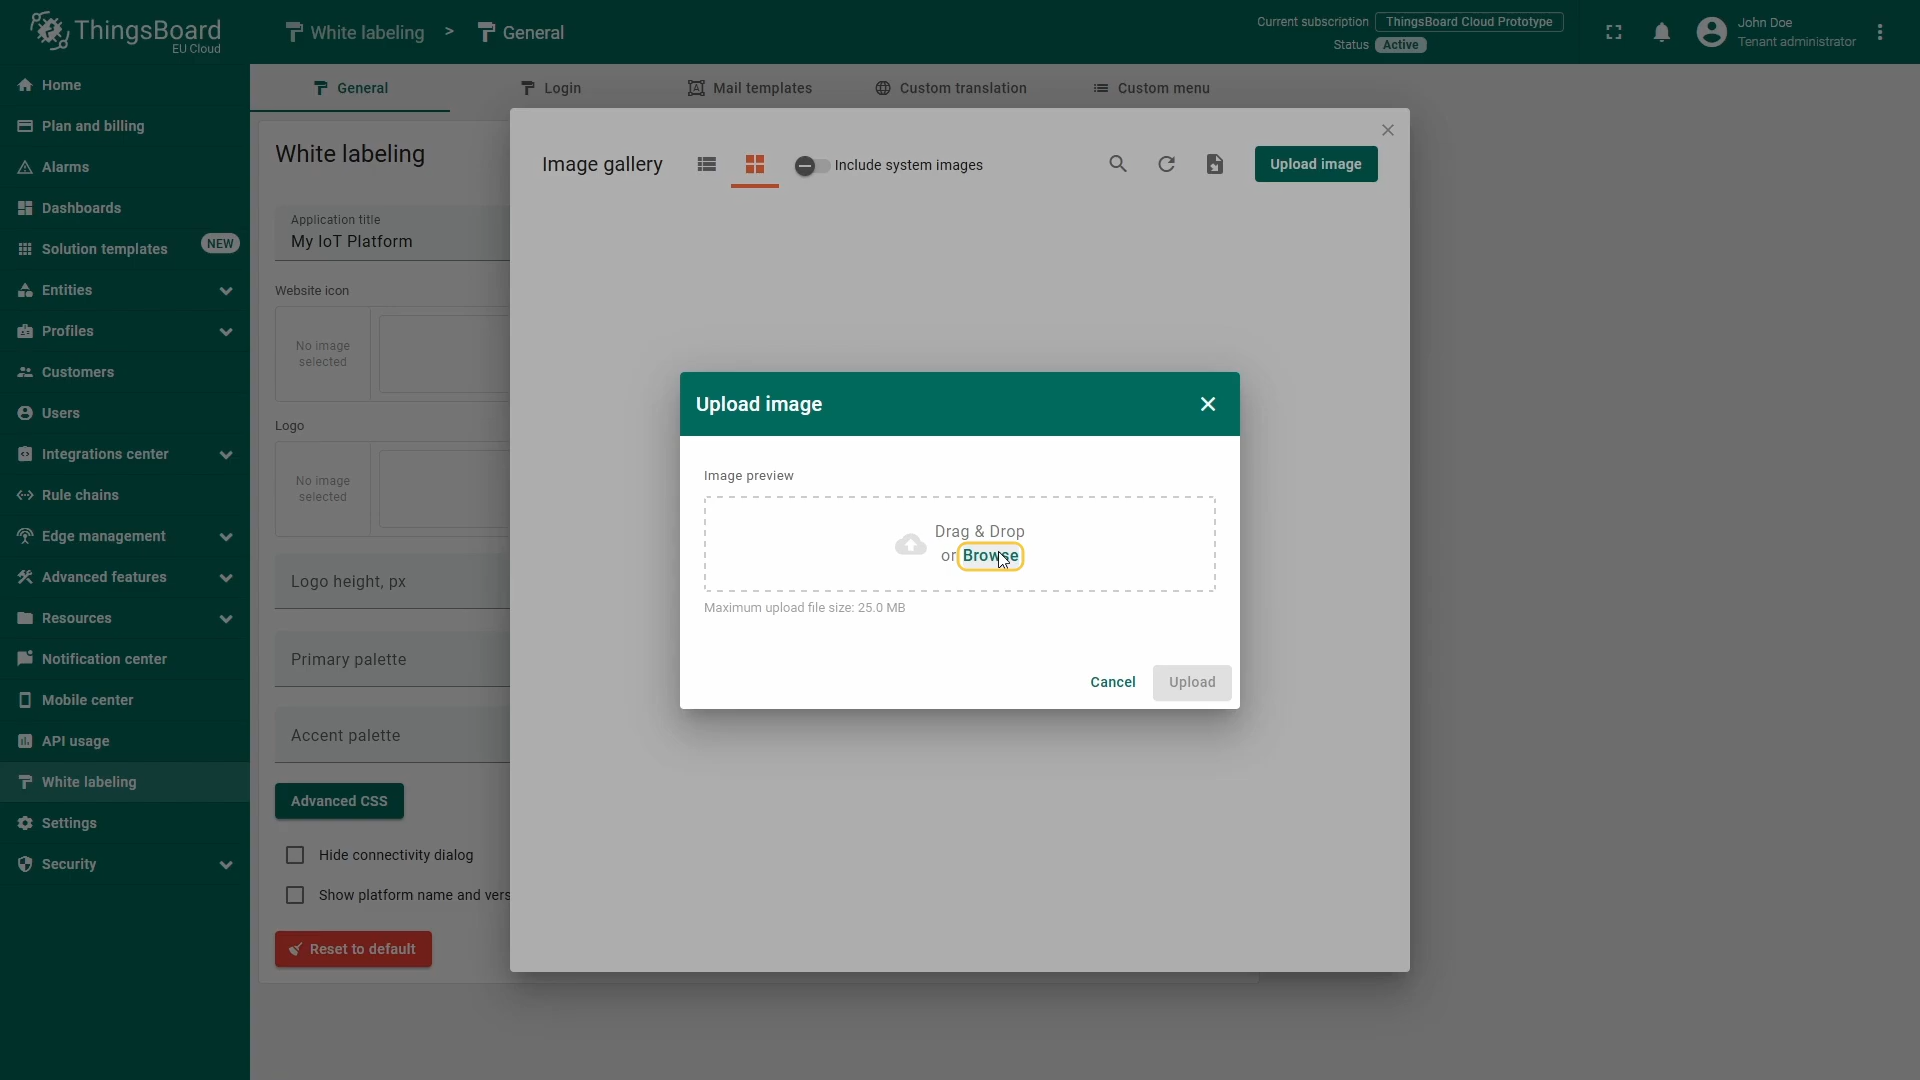 ThingsBoard
EU Cloud
White labeling > General
Current subscription ThingsBoard Cloud Prototype
Status Active
John Doe
Tenant administrator
Home
Plan and billing
Alarms
Dashboards
Solution templates NEW
Entities
Profiles
Customers
Users
Integrations center
Rule chains
Edge management
Advanced features
Resources
Notification center
Mobile center
API usage
White labeling
Settings
Security
General
Login
Mail templates
Custom translation
Custom menu
White labeling
Application title
My IoT Platform
Website icon
No image
selected
Logo
No image
selected
Logo height, px
Primary palette
Accent palette
Advanced CSS
Hide connectivity dialog
Show platform name and vers
Reset to default
Image gallery
Include system images
Upload image
Upload image
Image preview
Drag & Drop
or Browse
Maximum upload file size: 25.0 MB
Cancel
Upload